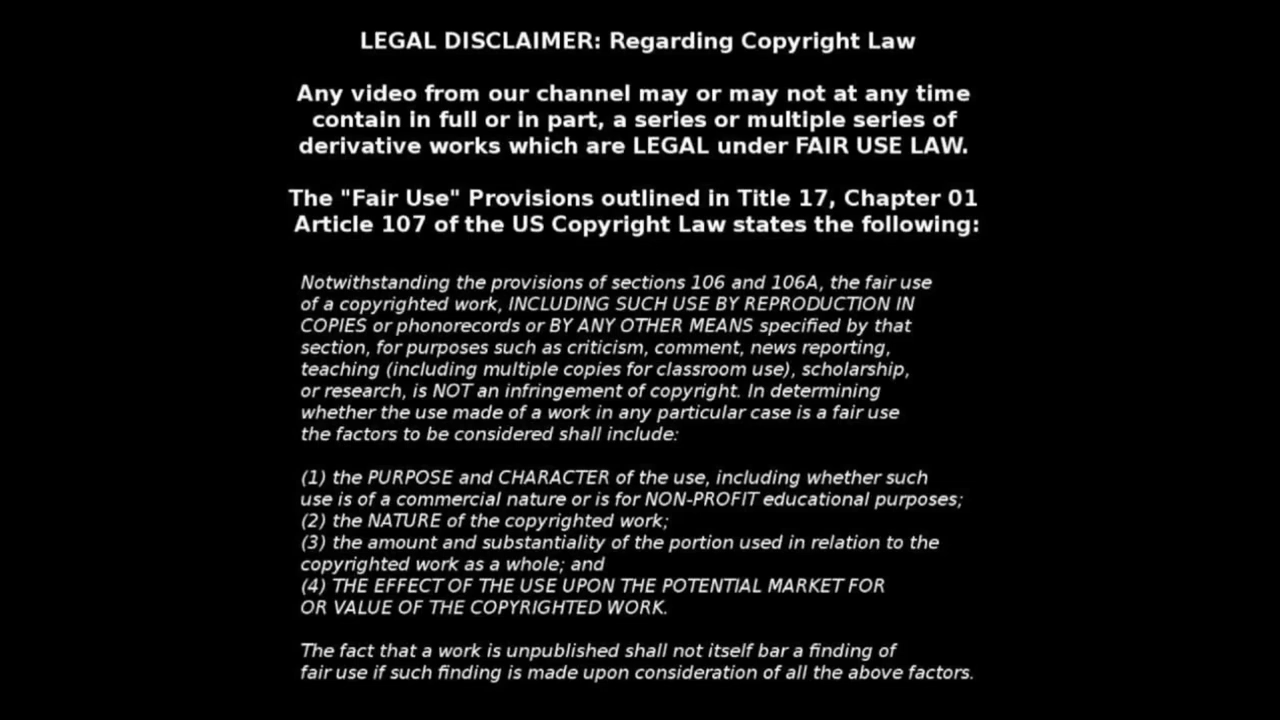 LEGAL DISCLAIMER: Regarding Copyright Law
Any video from our channel may or may not at any time
contain in full or in part, a series or multiple series of
derivative works which are LEGAL under FAIR USE LAW.
The "Fair Use" Provisions outlined in Title 17, Chapter 01
Article 107 of the US Copyright Law states the following:
Notwithstanding the provisions of sections 106 and 106A, the fair use
of a copyrighted work, INCLUDING SUCH USE BY REPRODUCTION IN
COPIES or phonorecords or BY ANY OTHER MEANS specified by that
section, for purposes such as criticism, comment, news reporting,
teaching (including multiple copies for classroom use), scholarship,
or research, is NOT an infringement of copyright. In determining
whether the use made of a work in any particular case is a fair use
the factors to be considered shall include:
(1) the PURPOSE and CHARACTER of the use, including whether such
use is of a commercial nature or is for NON-PROFIT educational purposes;
(2) the NATURE of the copyrighted work;
(3) the amount and substantiality of the portion used in relation to the
copyrighted work as a whole; and
(4) THE EFFECT OF THE USE UPON THE POTENTIAL MARKET FOR
OR VALUE OF THE COPYRIGHTED WORK.
The fact that a work is unpublished shall not itself bar a finding of
fair use if such finding is made upon consideration of all the above factors.